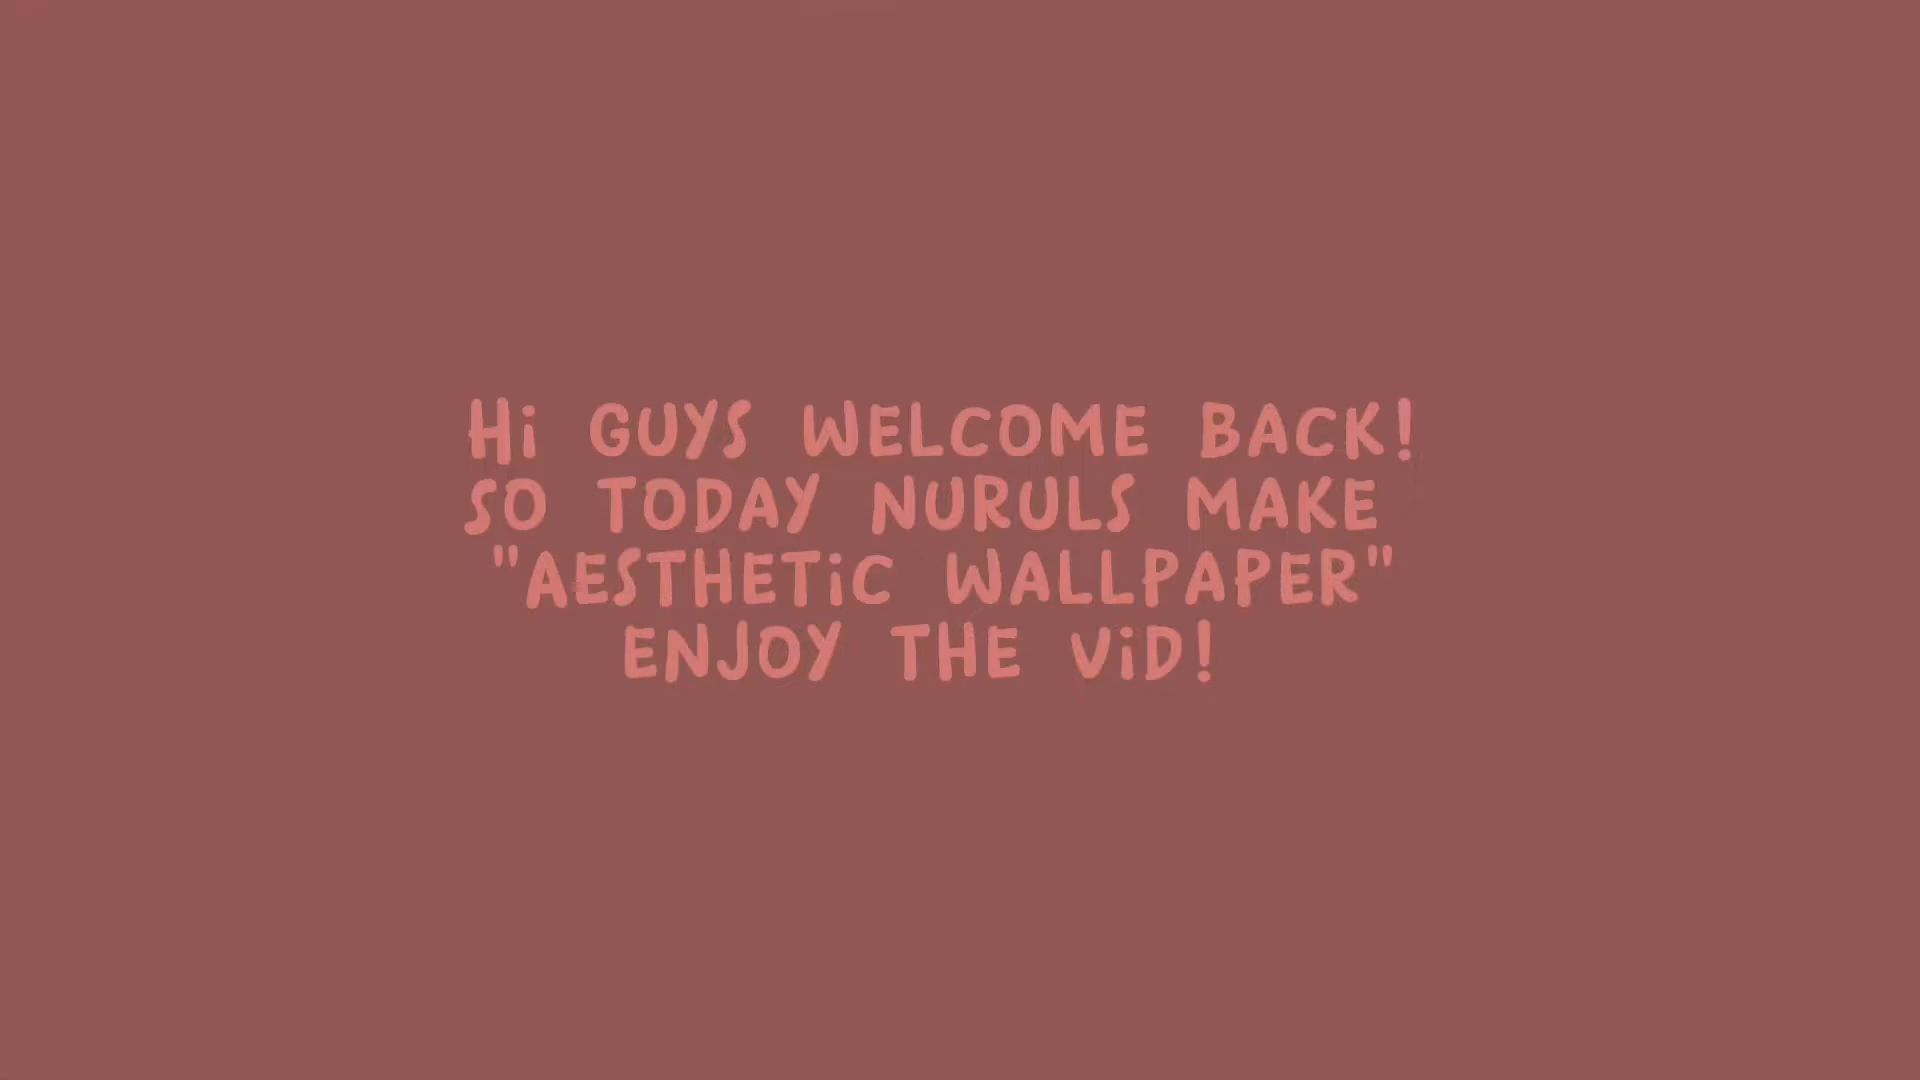 Hi GUYS WELCOME BACK!
SO TODAY NURULS MAKE
"AESTHETiC WALLPAPER"
ENJOY THE ViD!